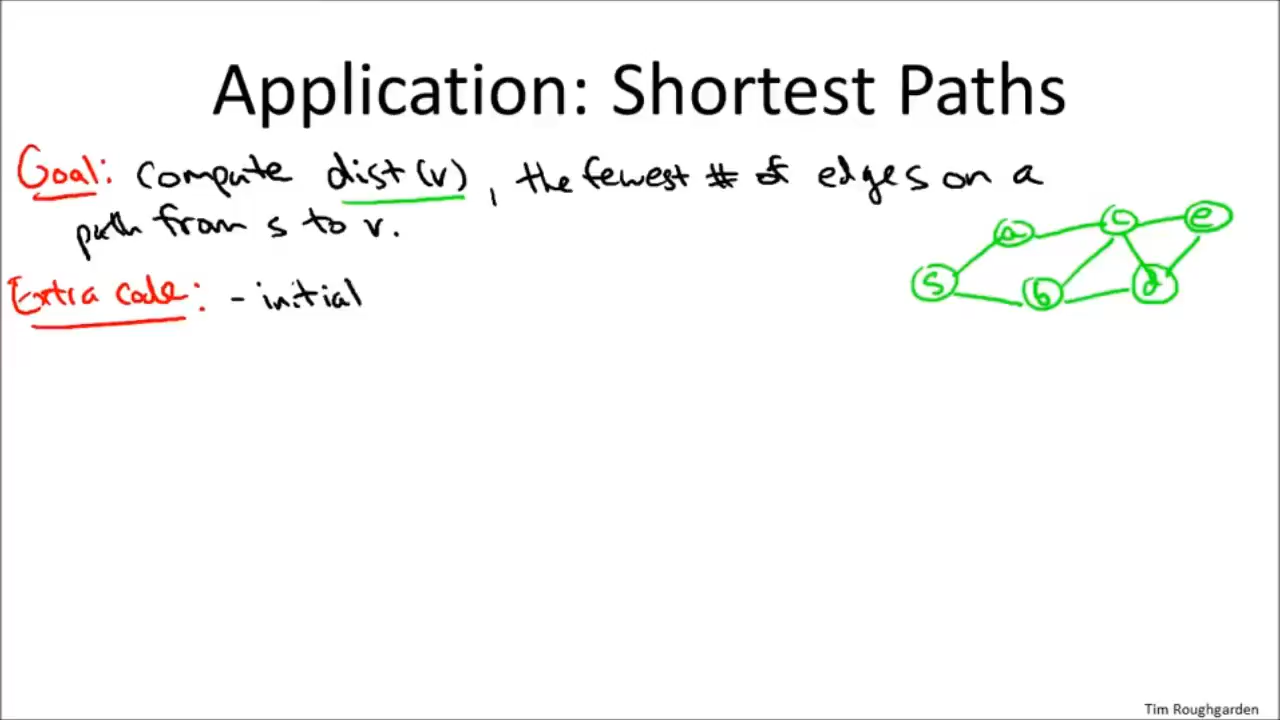 Application: Shortest Paths
Goal: compute dist(v), the fewest # of edges on a
path from s to v.
Extra code: - initial
a c e
s b d
Tim Roughgarden